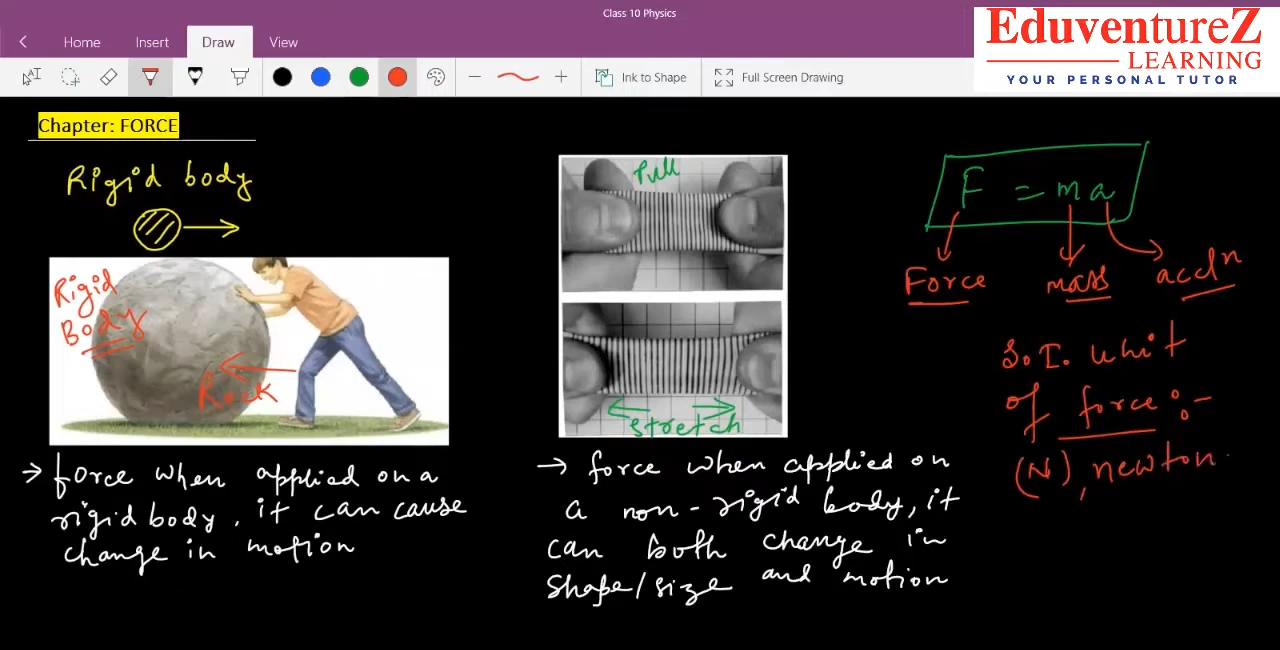 Class 10 Physics
EduventureZ
LEARNING
YOUR PERSONAL TUTOR
Home Insert Draw View
Ink to Shape Full Screen Drawing
Chapter: FORCE
Rigid body
Rigid
Body
Rock
→ force when applied on a
rigid body, it can cause
change in motion
Pull
stretch
→ force when applied on
a non-rigid body, it
can both change in
shape/size and motion
F = ma
Force mass accln
S.I. unit
of force :-
(N), newton.